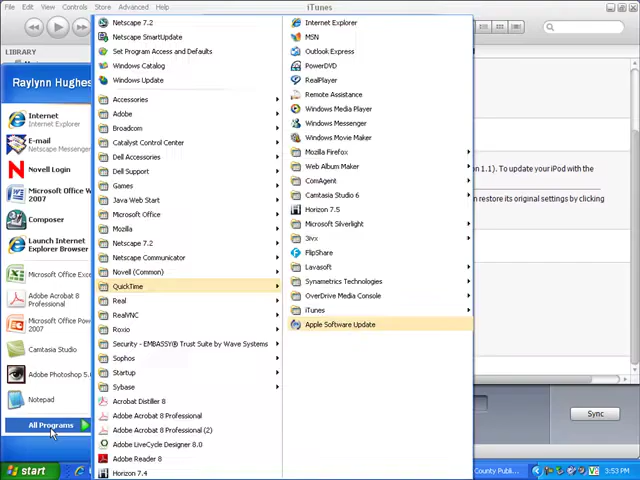 File Edit View Controls Store Advanced Help
iTunes
LIBRARY
Raylynn Hughes
Internet
Internet Explorer
E-mail
Netscape Messenger
Novell Login
Microsoft Office W
2007
Composer
Launch Internet
Explorer Browser
Microsoft Office Exce
Adobe Acrobat 8
Professional
Microsoft Office Pow
2007
Camtasia Studio
Adobe Photoshop 5.
Notepad
All Programs
start
Netscape 7.2
Netscape SmartUpdate
Set Program Access and Defaults
Windows Catalog
Windows Update
Accessories
Adobe
Broadcom
Catalyst Control Center
Dell Accessories
Dell Support
Games
Java Web Start
Microsoft Office
Mozilla
Netscape 7.2
Netscape Communicator
Novell (Common)
QuickTime
Real
RealVNC
Roxio
Security - EMBASSY® Trust Suite by Wave Systems
Sophos
Startup
Sybase
Acrobat Distiller 8
Adobe Acrobat 8 Professional
Adobe Acrobat 8 Professional (2)
Adobe LiveCycle Designer 8.0
Adobe Reader 8
Horizon 7.4
Internet Explorer
MSN
Outlook Express
PowerDVD
RealPlayer
Remote Assistance
Windows Media Player
Windows Messenger
Windows Movie Maker
Mozilla Firefox
Web Album Maker
ComAgent
Camtasia Studio 6
Horizon 7.5
Microsoft Silverlight
3ivx
FlipShare
Lavasoft
Synametrics Technologies
OverDrive Media Console
iTunes
Apple Software Update
on 1.1). To update your iPod with the
n restore its original settings by clicking
Sync
County Publi...
3:53 PM